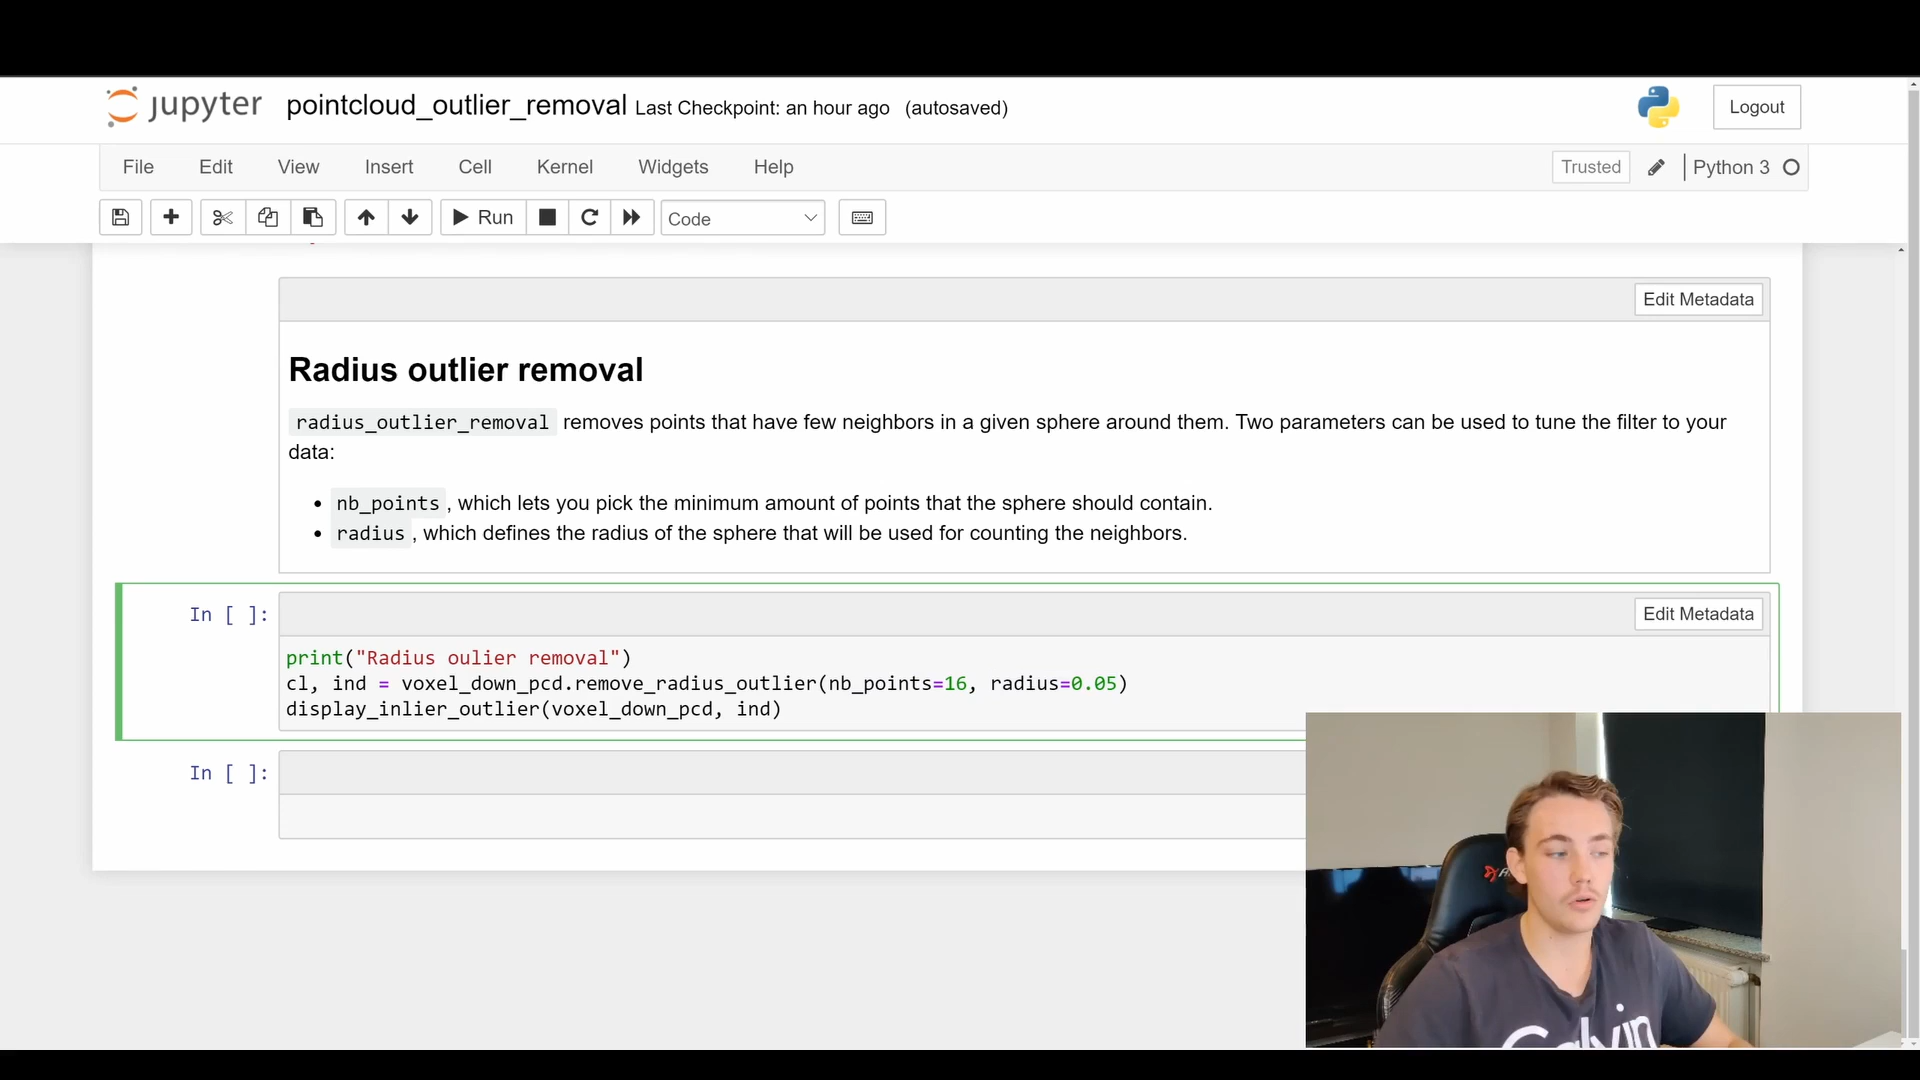 jupyter pointcloud_outlier_removal Last Checkpoint: an hour ago (autosaved)
Logout
File Edit View Insert Cell Kernel Widgets Help
Trusted Python 3
Run Code
Edit Metadata
Radius outlier removal
radius_outlier_removal removes points that have few neighbors in a given sphere around them. Two parameters can be used to tune the filter to your
data:
• nb_points , which lets you pick the minimum amount of points that the sphere should contain.
• radius , which defines the radius of the sphere that will be used for counting the neighbors.
In [ ]:
Edit Metadata
print("Radius oulier removal")
cl, ind = voxel_down_pcd.remove_radius_outlier(nb_points=16, radius=0.05)
display_inlier_outlier(voxel_down_pcd, ind)
In [ ]:
Calvin